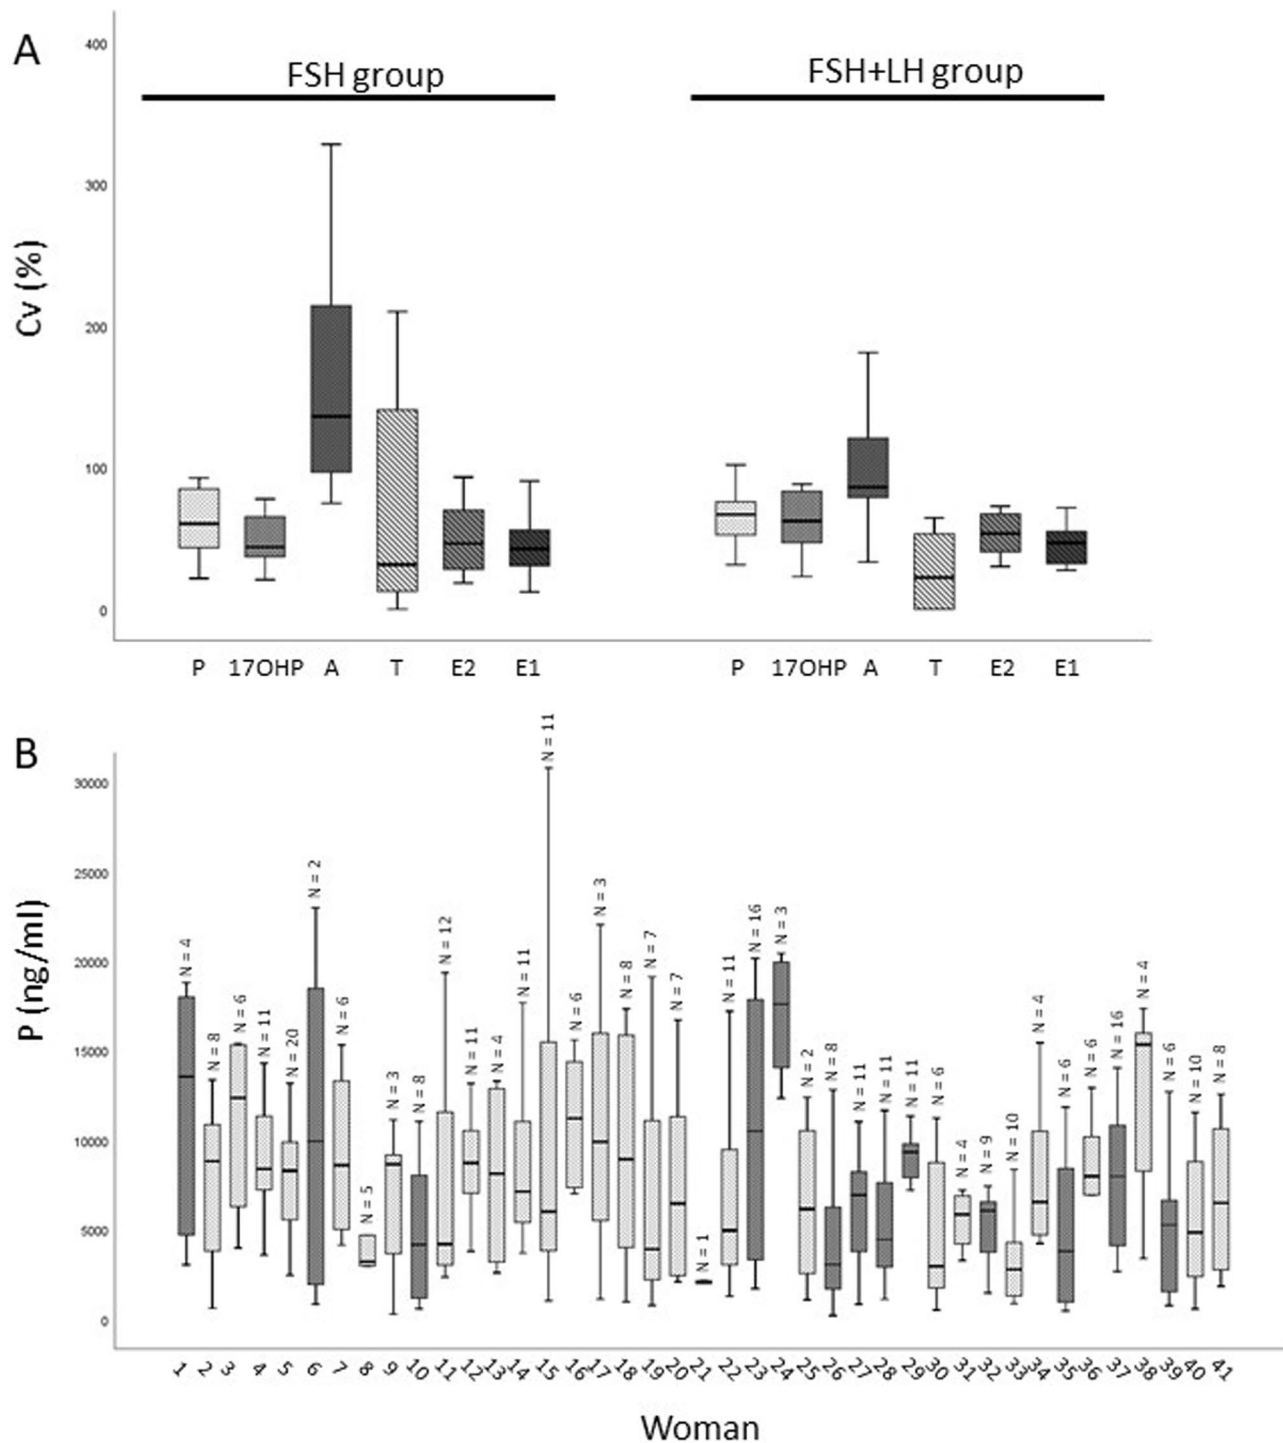 A
FSH group
FSH+LH group
Cv (%)
400
300
200
100
0
P 17OHP A T E2 E1
P 17OHP A T E2 E1
B
P (ng/ml)
30000
25000
20000
15000
10000
5000
0
N = 4
N = 8
N = 6
N = 11
N = 20
N = 2
N = 6
N = 5
N = 3
N = 8
N = 12
N = 11
N = 4
N = 11
N = 11
N = 6
N = 3
N = 8
N = 7
N = 7
N = 1
N = 11
N = 16
N = 3
N = 2
N = 8
N = 11
N = 11
N = 11
N = 6
N = 4
N = 9
N = 10
N = 4
N = 6
N = 6
N = 16
N = 4
N = 6
N = 10
N = 8
1 2 3 4 5 6 7 8 9 10 11 12 13 14 15 16 17 18 19 20 21 22 23 24 25 26 27 28 29 30 31 32 33 34 35 36 37 38 39 40 41
Woman